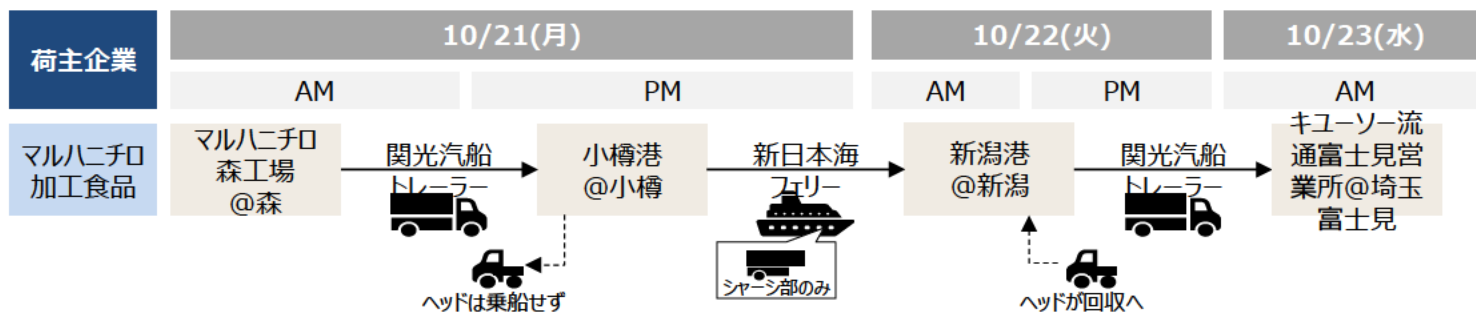 荷主企業
10/21(月)
10/22(火)
10/23(水)
AM
PM
AM
PM
AM
マルハニチロ
加工食品
マルハニチロ
森工場
@森
関光汽船
トレーラー
小樽港
@小樽
新日本海
フェリー
新潟港
@新潟
関光汽船
トレーラー
キユーソー流
通富士見営
業所@埼玉
富士見
ヘッドは乗船せず
シャーシ部のみ
ヘッドが回収へ